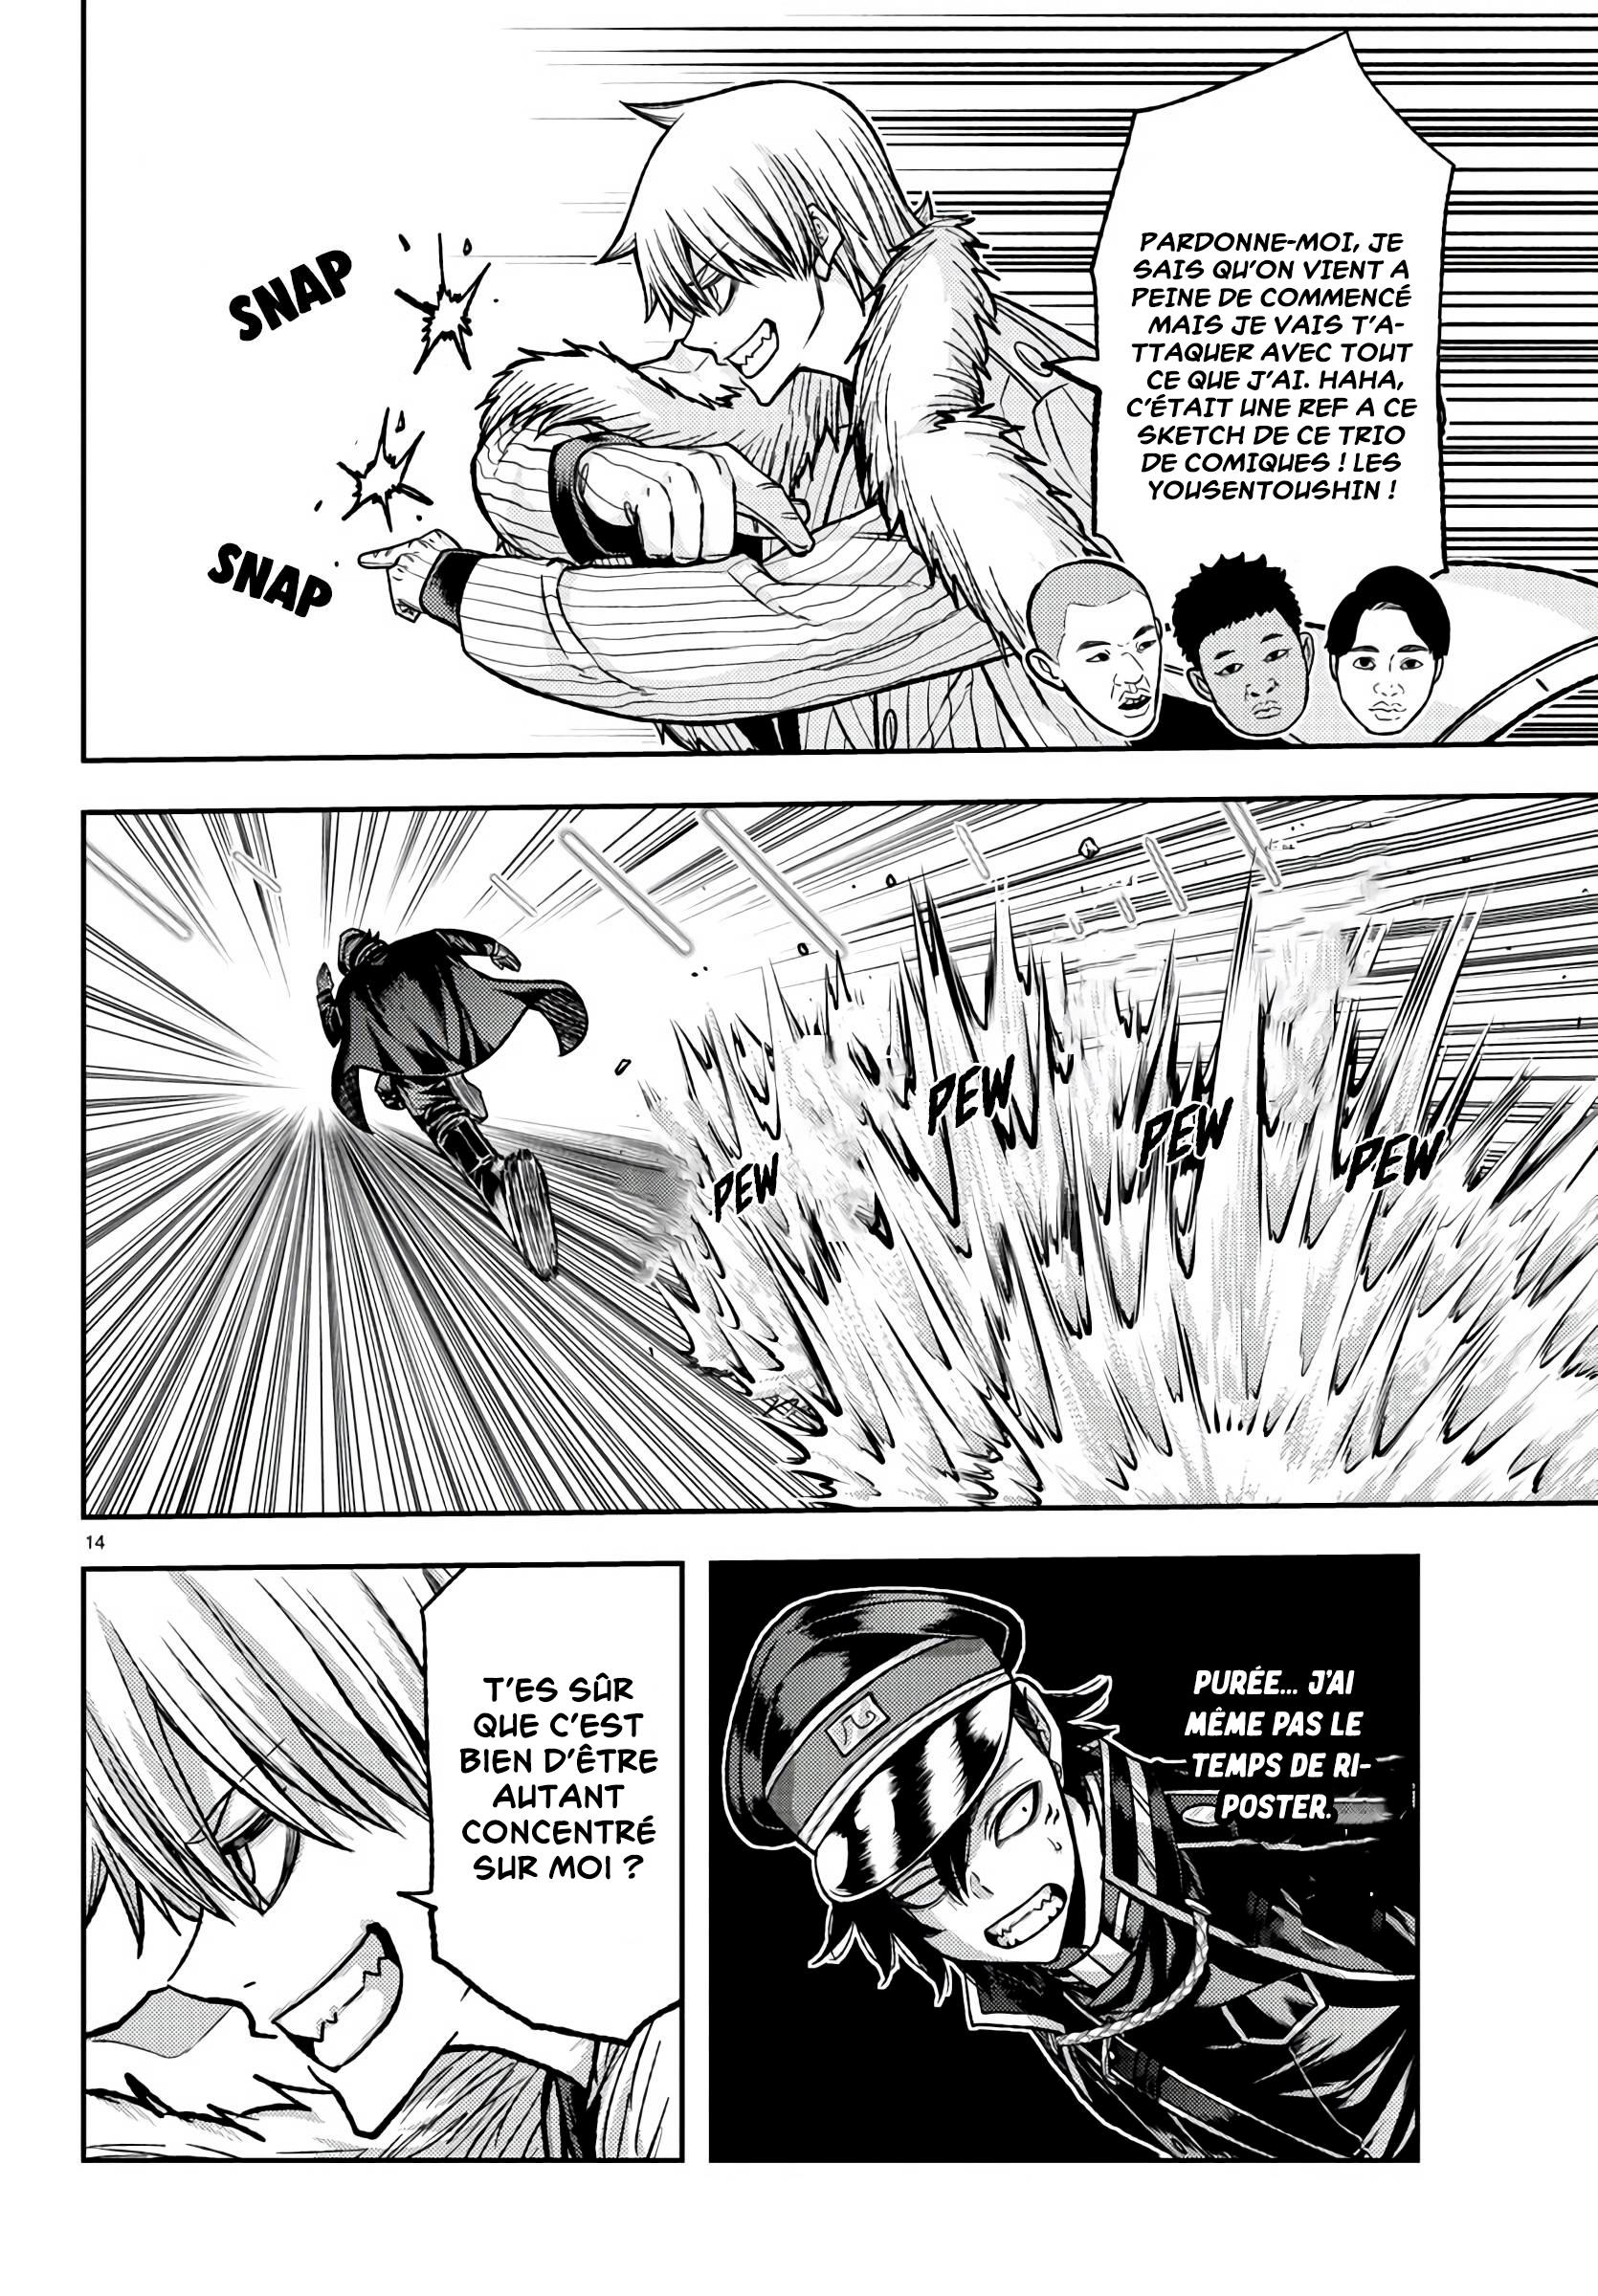 PARDONNE-MOI, JE
SAIS QU'ON VIENT A
PEINE DE COMMENCÉ
MAIS JE VAIS T'A-
TTAQUER AVEC TOUT
CE QUE J'AI. HAHA,
C'ÉTAIT UNE REF A CE
SKETCH DE CE TRIO
DE COMIQUES ! LES
YOUSENTOUSHIN !
SNAP
SNAP
PEW
PEW
PEW
PEW
14
PURÉE... J'AI
MÊME PAS LE
TEMPS DE RI-
POSTER.
T'ES SÛR
QUE C'EST
BIEN D'ÊTRE
AUTANT
CONCENTRÉ
SUR MOI ?